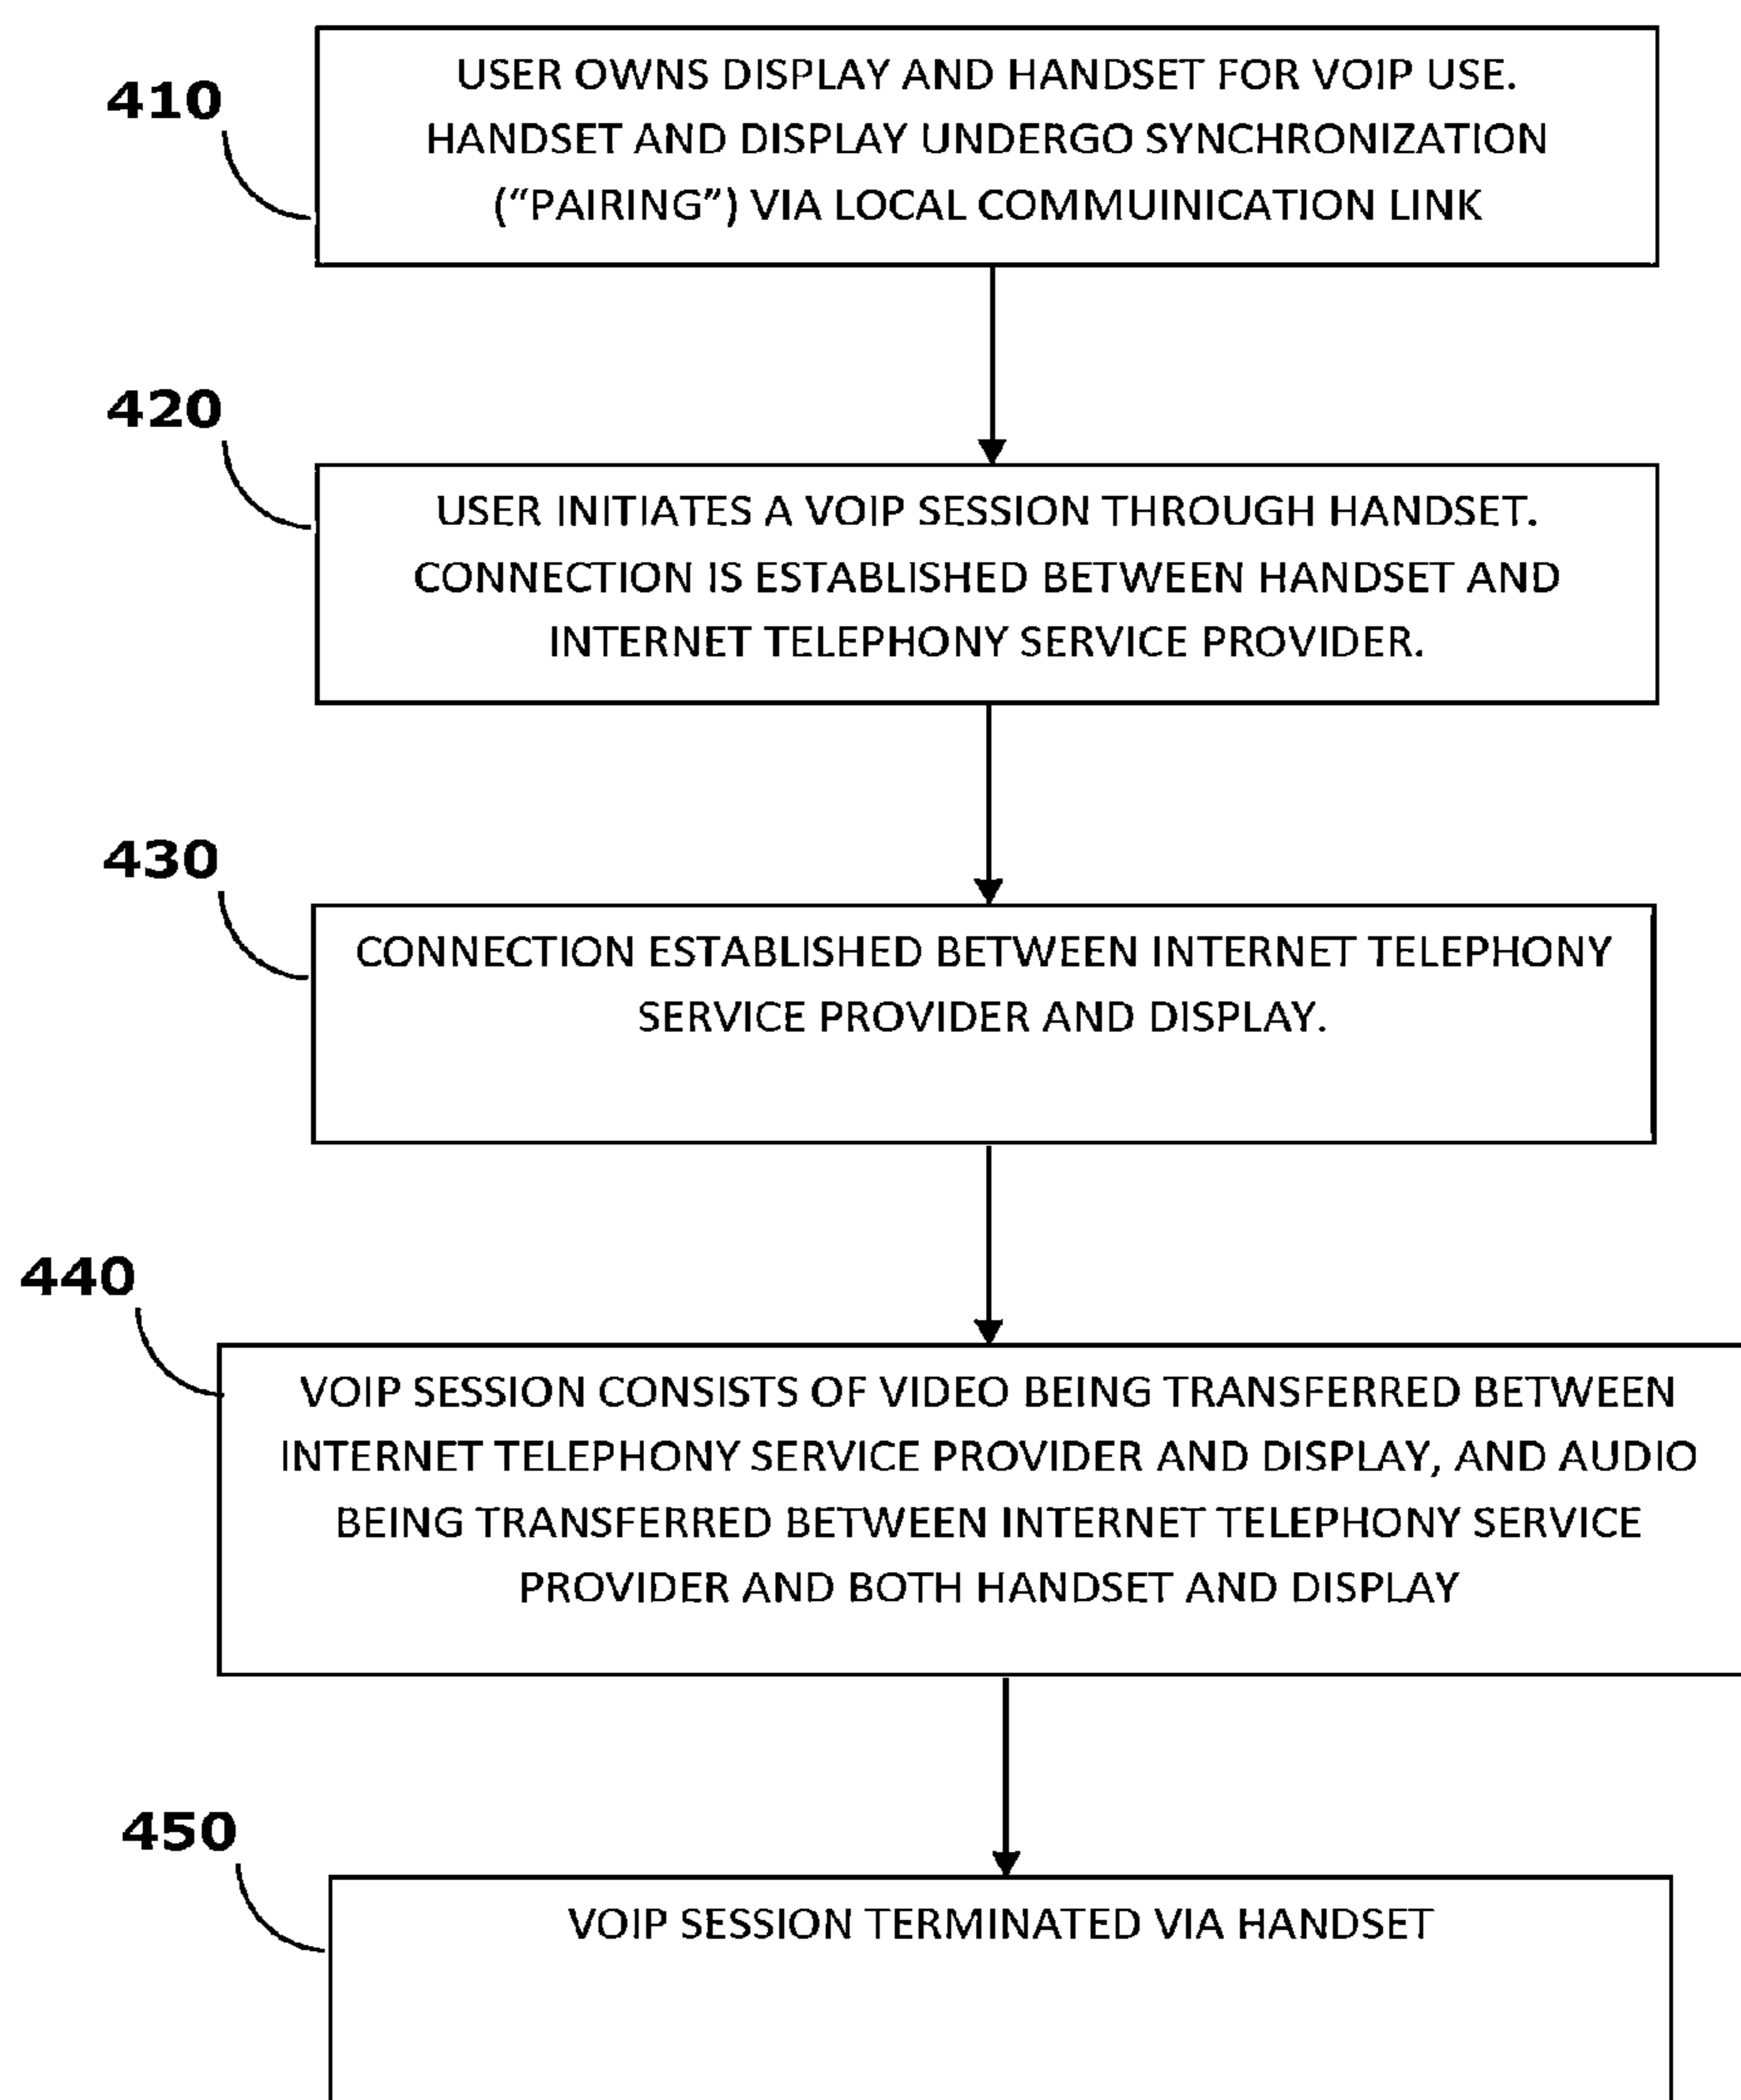 410
USER OWNS DISPLAY AND HANDSET FOR VOIP USE.
HANDSET AND DISPLAY UNDERGO SYNCHRONIZATION
(“PAIRING”) VIA LOCAL COMMUINICATION LINK
420
USER INITIATES A VOIP SESSION THROUGH HANDSET.
CONNECTION IS ESTABLISHED BETWEEN HANDSET AND
INTERNET TELEPHONY SERVICE PROVIDER.
430
CONNECTION ESTABLISHED BETWEEN INTERNET TELEPHONY
SERVICE PROVIDER AND DISPLAY.
440
VOIP SESSION CONSISTS OF VIDEO BEING TRANSFERRED BETWEEN
INTERNET TELEPHONY SERVICE PROVIDER AND DISPLAY, AND AUDIO
BEING TRANSFERRED BETWEEN INTERNET TELEPHONY SERVICE
PROVIDER AND BOTH HANDSET AND DISPLAY
450
VOIP SESSION TERMINATED VIA HANDSET